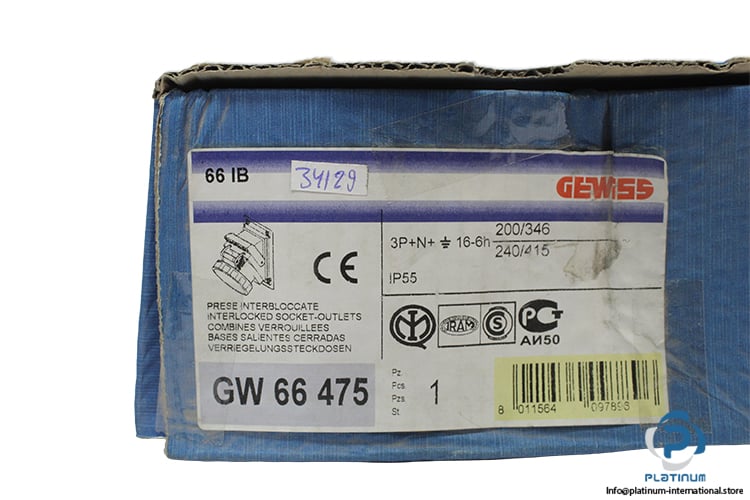 66 IB
34129
GEWISS
3P+N+ ⏚ 16-6h 200/346
240/415
IP55
CE
PRESE INTERBLOCCATE
INTERLOCKED SOCKET-OUTLETS
COMBINES VERROUILLEES
BASES SALIENTES CERRADAS
VERRIEGELUNGSSTECKDOSEN
IRAM
S
РСТ
АИ50
GW 66 475
Pz
Pcs
Pzs
St
1
8 011564 097896
PLATINUM
Info@platinum-international.store